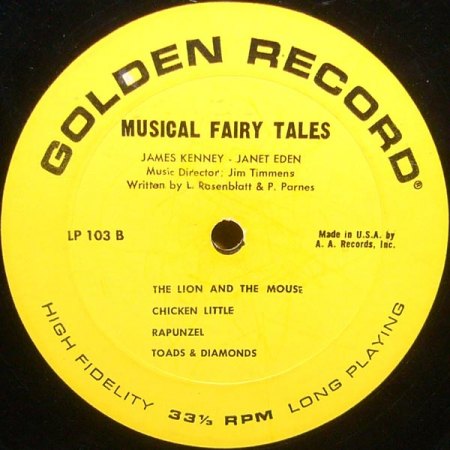 GOLDEN RECORD®
MUSICAL FAIRY TALES
JAMES KENNEY - JANET EDEN
Music Director: Jim Timmens
Written by L. Rosenblatt & P. Parnes
LP 103 B
Made in U.S.A. by
A. A. Records, Inc.
THE LION AND THE MOUSE
CHICKEN LITTLE
RAPUNZEL
TOADS & DIAMONDS
HIGH FIDELITY 33⅓ RPM LONG PLAYING